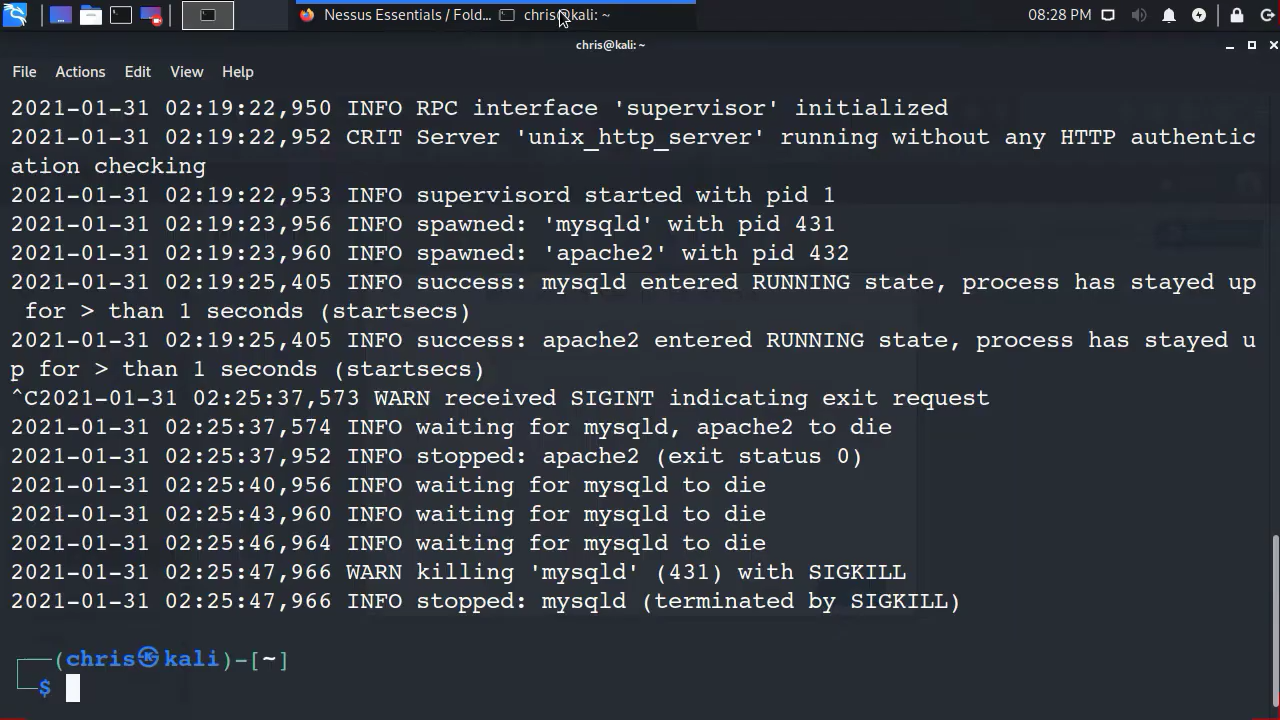 Nessus Essentials / Fold... chris@kali: ~ 08:28 PM
chris@kali: ~
File Actions Edit View Help
2021-01-31 02:19:22,950 INFO RPC interface 'supervisor' initialized
2021-01-31 02:19:22,952 CRIT Server 'unix_http_server' running without any HTTP authentic
ation checking
2021-01-31 02:19:22,953 INFO supervisord started with pid 1
2021-01-31 02:19:23,956 INFO spawned: 'mysqld' with pid 431
2021-01-31 02:19:23,960 INFO spawned: 'apache2' with pid 432
2021-01-31 02:19:25,405 INFO success: mysqld entered RUNNING state, process has stayed up
 for > than 1 seconds (startsecs)
2021-01-31 02:19:25,405 INFO success: apache2 entered RUNNING state, process has stayed u
p for > than 1 seconds (startsecs)
^C2021-01-31 02:25:37,573 WARN received SIGINT indicating exit request
2021-01-31 02:25:37,574 INFO waiting for mysqld, apache2 to die
2021-01-31 02:25:37,952 INFO stopped: apache2 (exit status 0)
2021-01-31 02:25:40,956 INFO waiting for mysqld to die
2021-01-31 02:25:43,960 INFO waiting for mysqld to die
2021-01-31 02:25:46,964 INFO waiting for mysqld to die
2021-01-31 02:25:47,966 WARN killing 'mysqld' (431) with SIGKILL
2021-01-31 02:25:47,966 INFO stopped: mysqld (terminated by SIGKILL)
┌──(chris㉿kali)-[~]
└─$